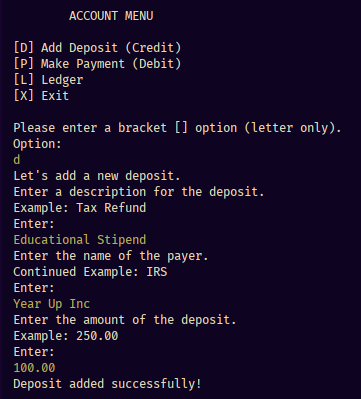 ACCOUNT MENU
[D] Add Deposit (Credit)
[P] Make Payment (Debit)
[L] Ledger
[X] Exit
Please enter a bracket [] option (letter only).
Option:
d
Let's add a new deposit.
Enter a description for the deposit.
Example: Tax Refund
Enter:
Educational Stipend
Enter the name of the payer.
Continued Example: IRS
Enter:
Year Up Inc
Enter the amount of the deposit.
Example: 250.00
Enter:
100.00
Deposit added successfully!